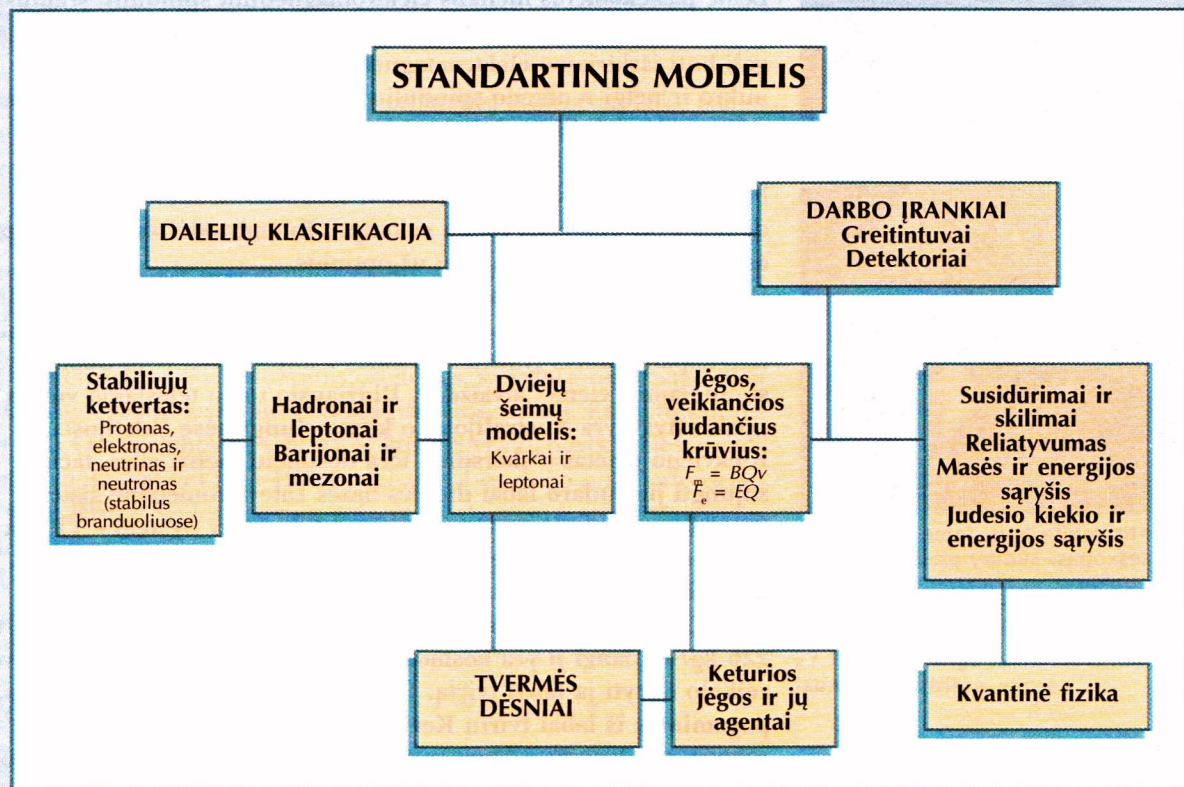 STANDARTINIS MODELIS
DALELIŲ KLASIFIKACIJA
DARBO ĮRANKIAI
Greitintuvai
Detektoriai
Stabiliųjų
ketvertas:
Protonas,
elektronas,
neutrinas ir
neutronas
(stabilus
branduoliuose)
Hadronai ir
leptonai
Barijonai ir
mezonai
Dviejų
šeimų
modelis:
Kvarkai ir
leptonai
Jėgos,
veikiančios
judančius
krūvius:
Fm = BQv
Fe = EQ
Susidūrimai ir
skilimai
Reliatyvumas
Masės ir energijos
sąryšis
Judesio kiekio ir
energijos sąryšis
TVERMĖS
DĖSNIAI
Keturios
jėgos ir jų
agentai
Kvantinė fizika